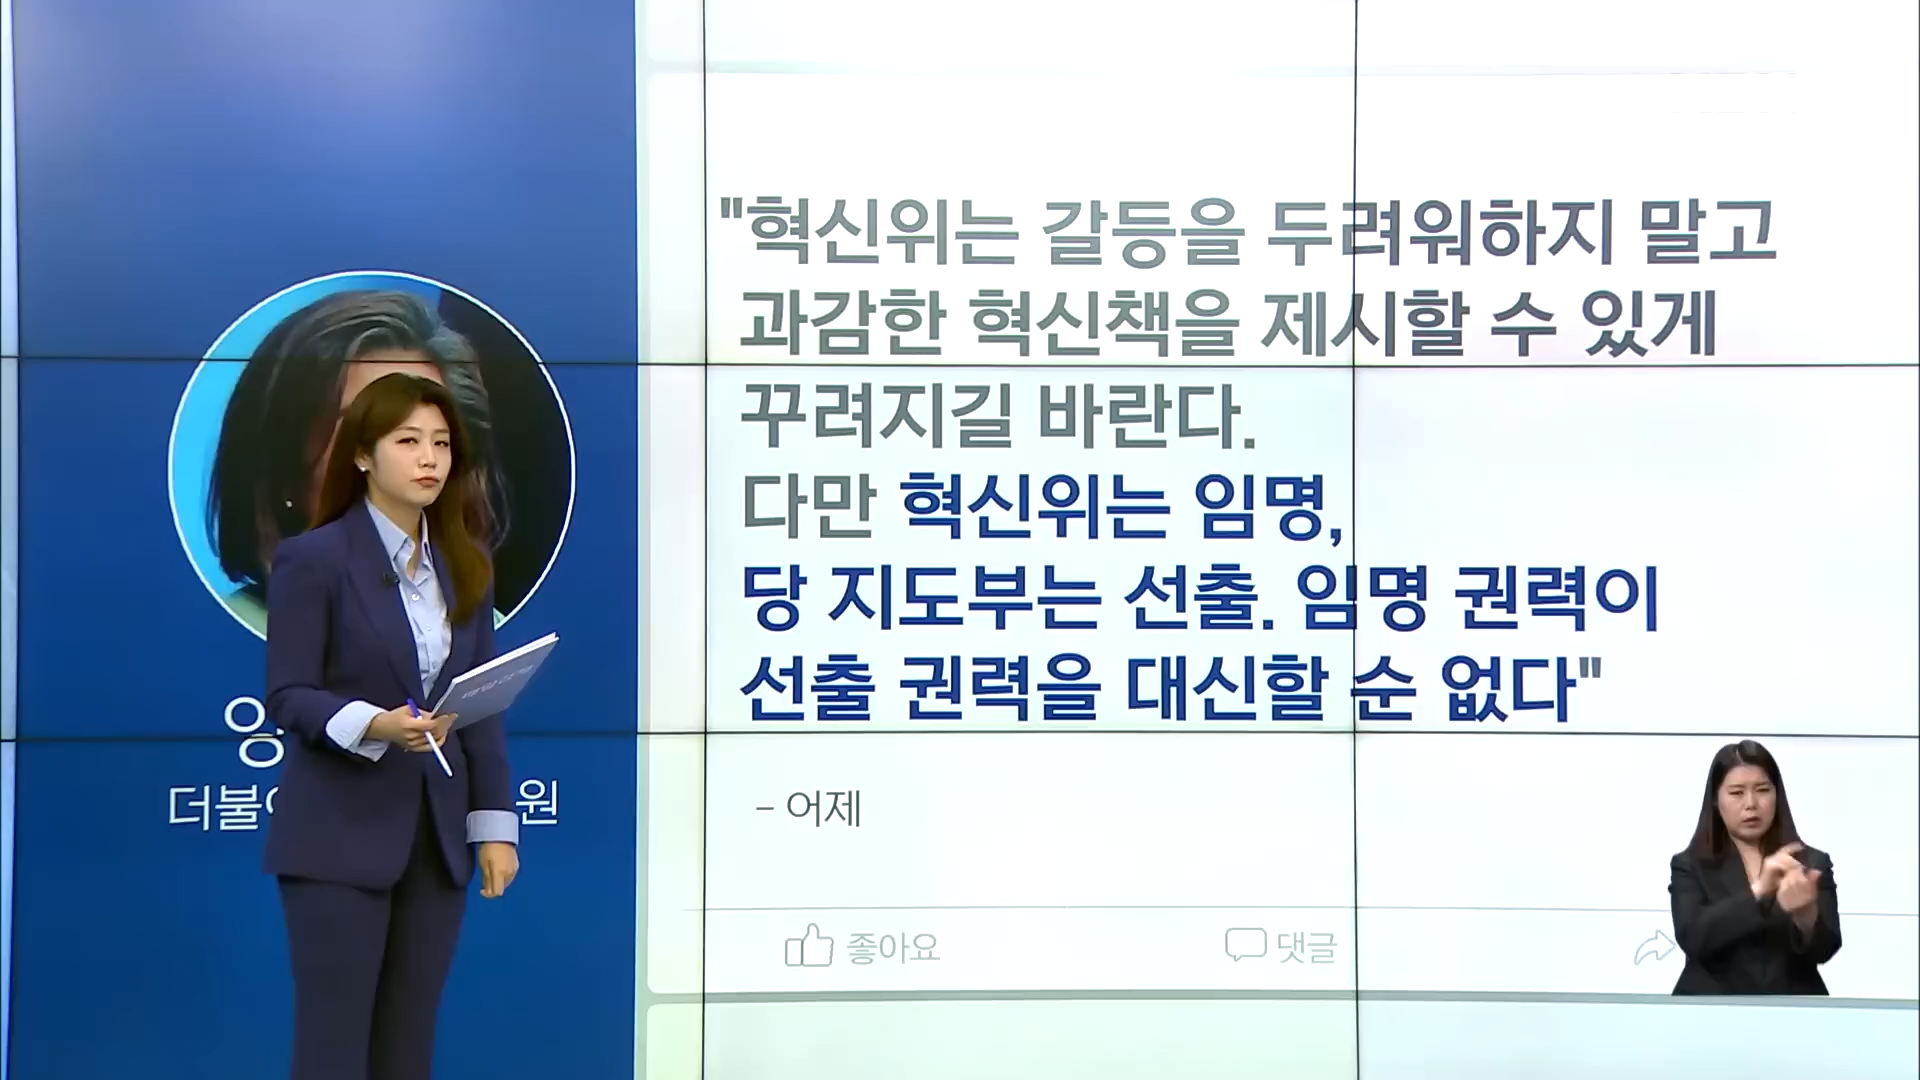 "혁신위는 갈등을 두려워하지 말고
과감한 혁신책을 제시할 수 있게
꾸려지길 바란다.
다만 혁신위는 임명,
당 지도부는 선출. 임명 권력이
선출 권력을 대신할 순 없다"
- 어제
좋아요
댓글